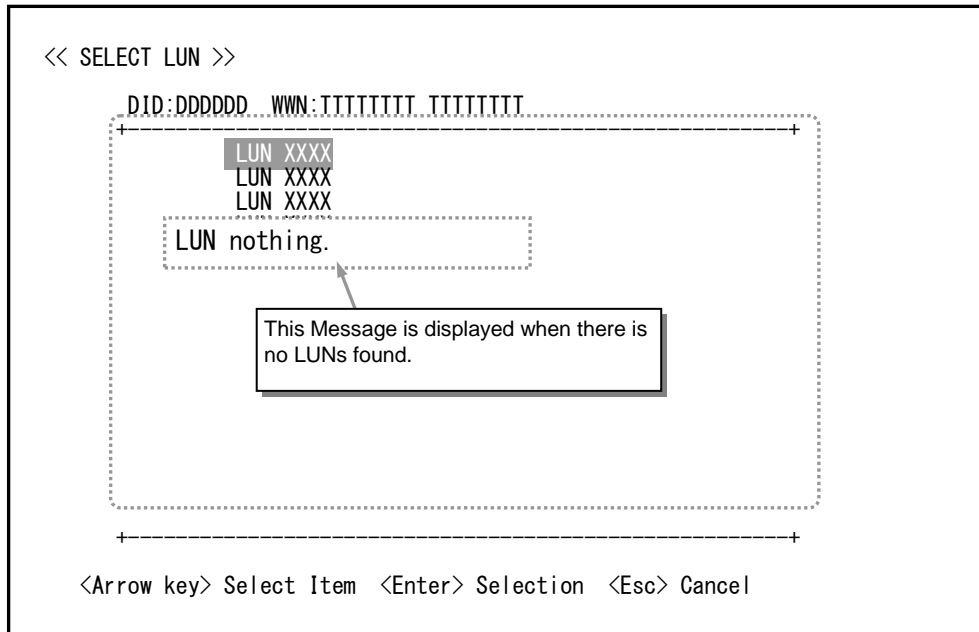 << SELECT LUN >>
DID:DDDDDD WWN:TTTTTTTT TTTTTTTT
+-------------------------------------------------------+
LUN XXXX
LUN XXXX
LUN XXXX
LUN nothing.
This Message is displayed when there is
no LUNs found.
+-------------------------------------------------------+
<Arrow key> Select Item <Enter> Selection <Esc> Cancel